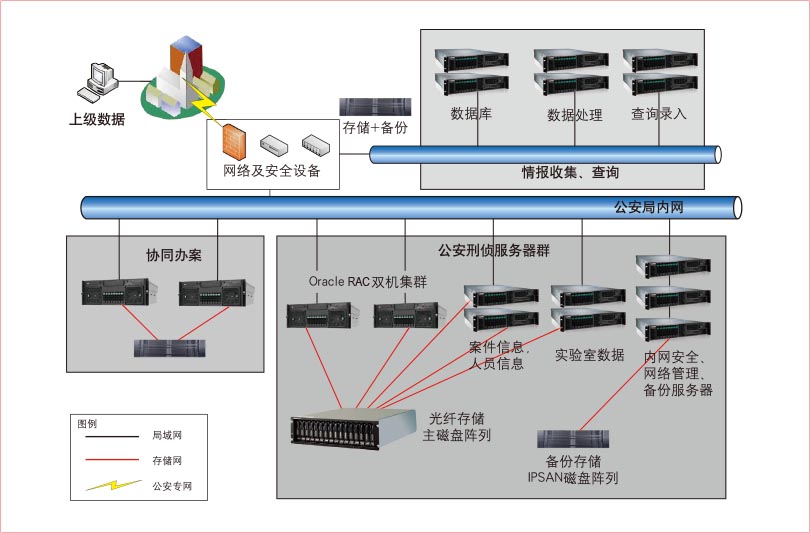 上级数据
存储+备份
数据库
数据处理
查询录入
网络及安全设备
情报收集、查询
公安局内网
协同办案
公安刑侦服务器群
Oracle RAC双机集群
案件信息,
人员信息
实验室数据
内网安全、
网络管理、
备份服务器
光纤存储
主磁盘阵列
备份存储
IPSAN磁盘阵列
图例
局域网
存储网
公安专网